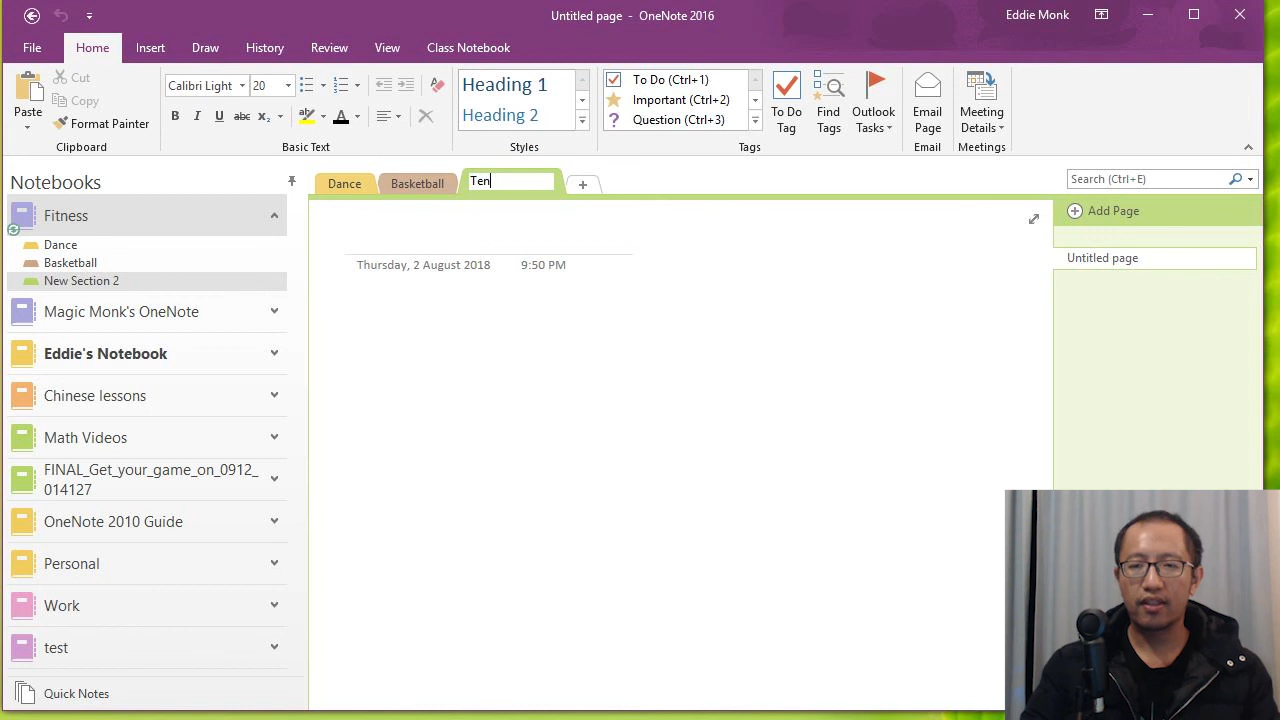 Untitled page - OneNote 2016
Eddie Monk
File Home Insert Draw History Review View Class Notebook
Paste
Cut
Copy
Format Painter
Clipboard
Calibri Light 20
B I U abc x₂ A
Basic Text
Heading 1
Heading 2
Styles
To Do (Ctrl+1)
Important (Ctrl+2)
? Question (Ctrl+3)
To Do Tag
Find Tags
Tags
Outlook Tasks
Email Page
Email
Meeting Details
Meetings
Notebooks
Fitness
Dance
Basketball
New Section 2
Magic Monk's OneNote
Eddie's Notebook
Chinese lessons
Math Videos
FINAL_Get_your_game_on_0912_
014127
OneNote 2010 Guide
Personal
Work
test
Quick Notes
Dance Basketball Ten +
Search (Ctrl+E)
Thursday, 2 August 2018 9:50 PM
Add Page
Untitled page